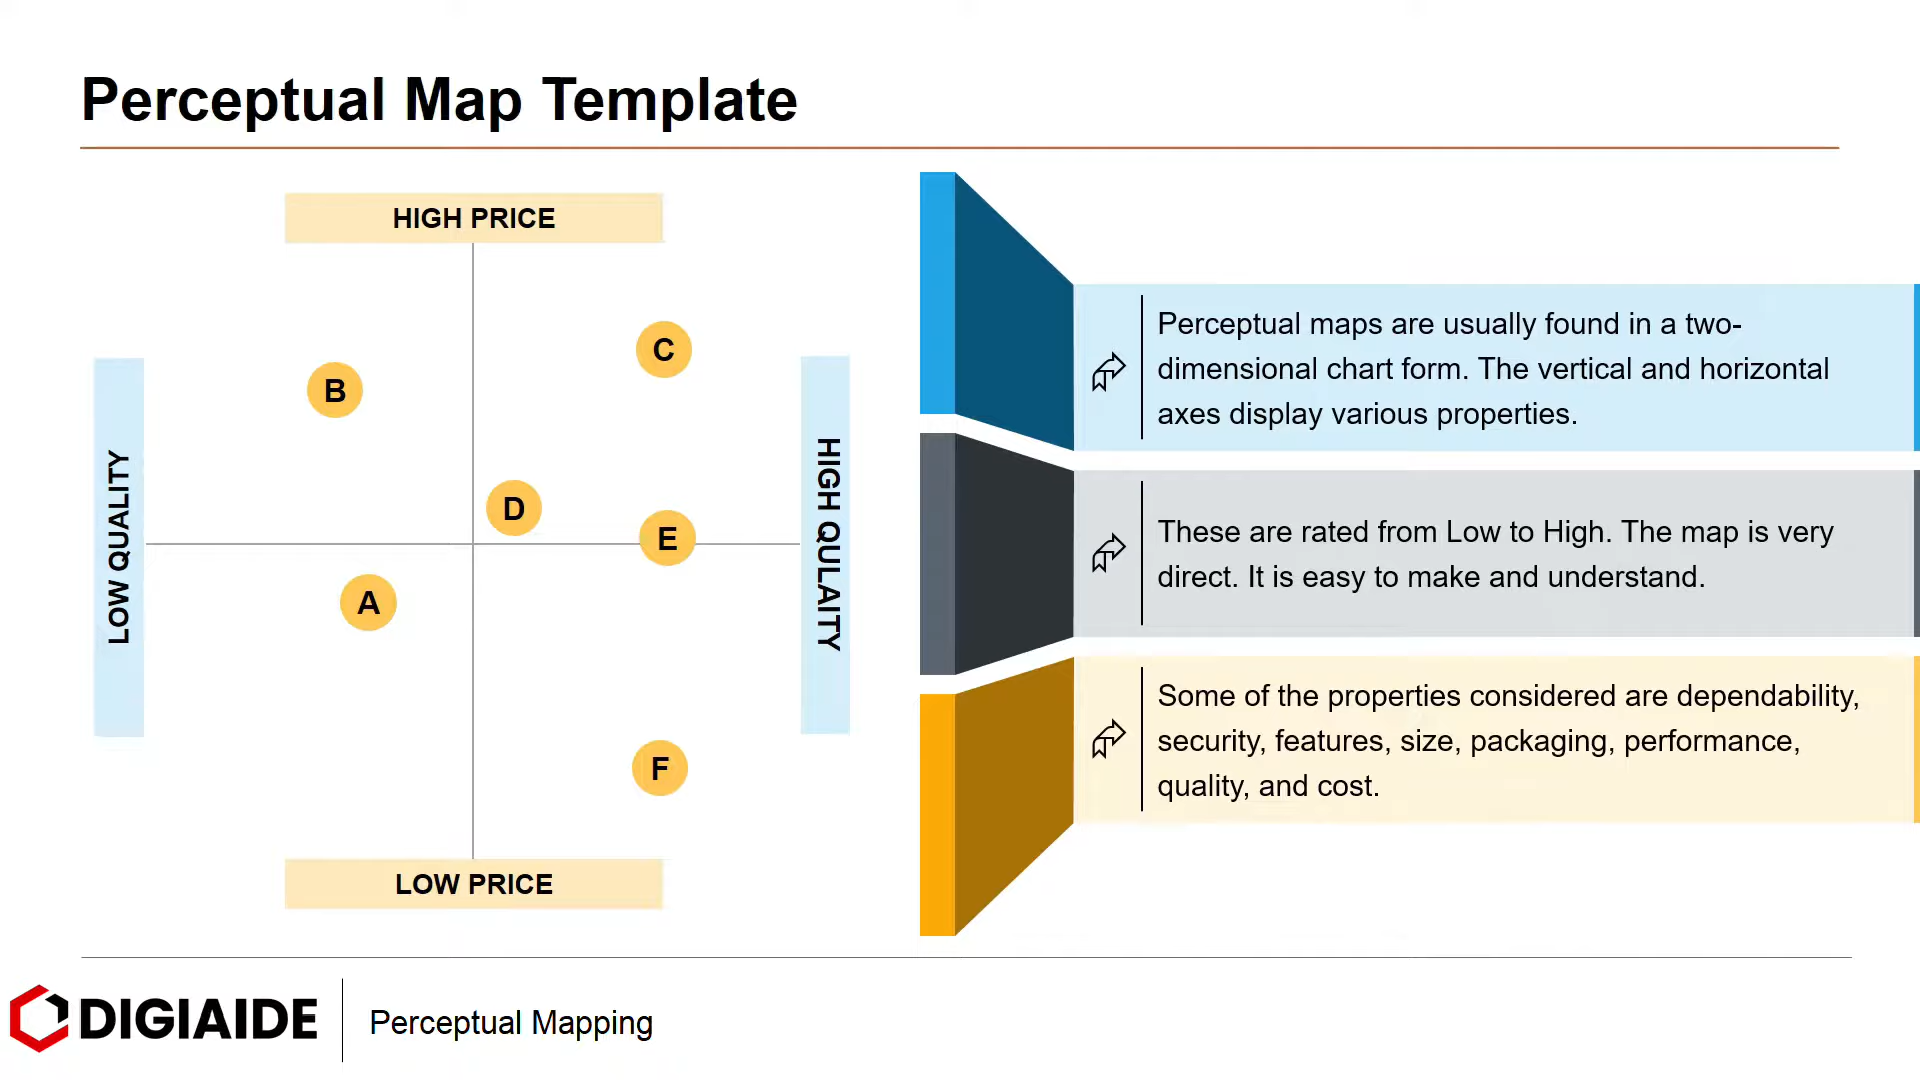 Perceptual Map Template
HIGH PRICE
C
B
LOW QUALITY
HIGH QULAITY
D
E
A
F
LOW PRICE
Perceptual maps are usually found in a two-
dimensional chart form. The vertical and horizontal
axes display various properties.
These are rated from Low to High. The map is very
direct. It is easy to make and understand.
Some of the properties considered are dependability,
security, features, size, packaging, performance,
quality, and cost.
DIGIAIDE
Perceptual Mapping